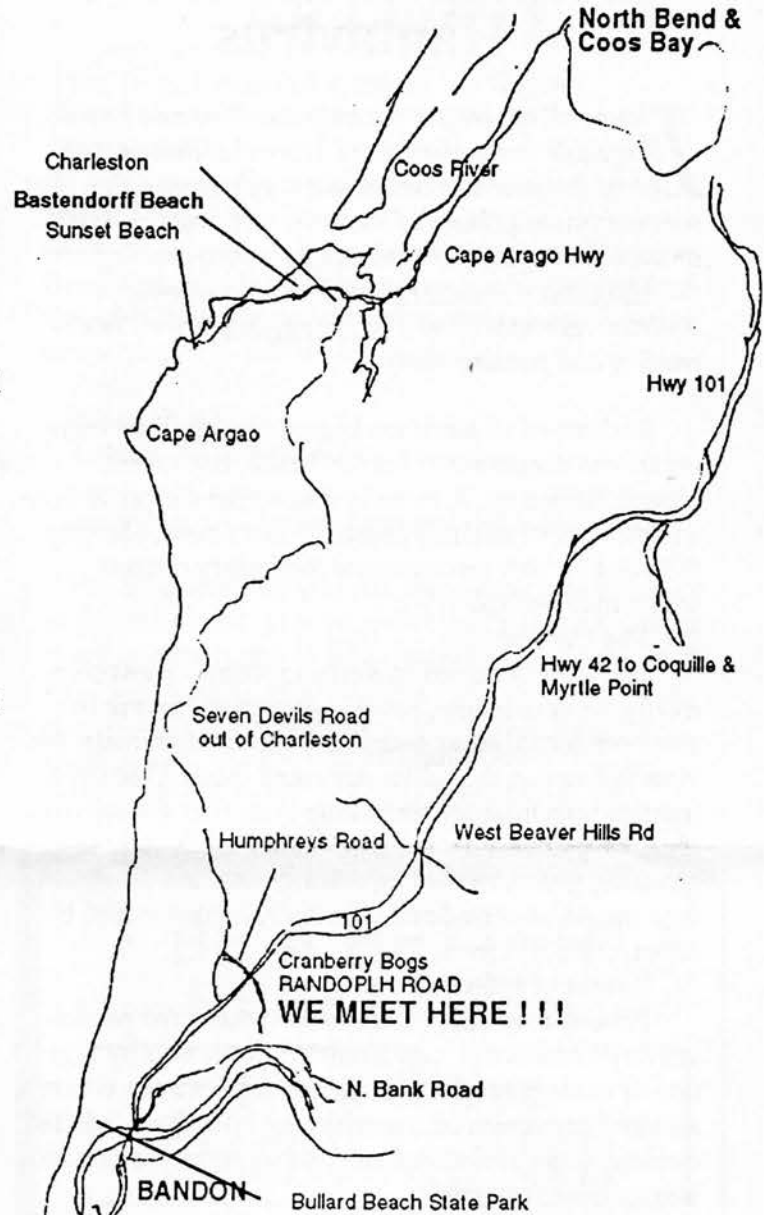 North Bend &
Coos Bay
Charleston
Bastendorff Beach
Sunset Beach
Coos River
Cape Arago Hwy
Hwy 101
Cape Argao
Hwy 42 to Coquille &
Myrtle Point
Seven Devils Road
out of Charleston
Humphreys Road
West Beaver Hills Rd
101
Cranberry Bogs
RANDOPLH ROAD
WE MEET HERE ! ! !
N. Bank Road
BANDON
Bullard Beach State Park